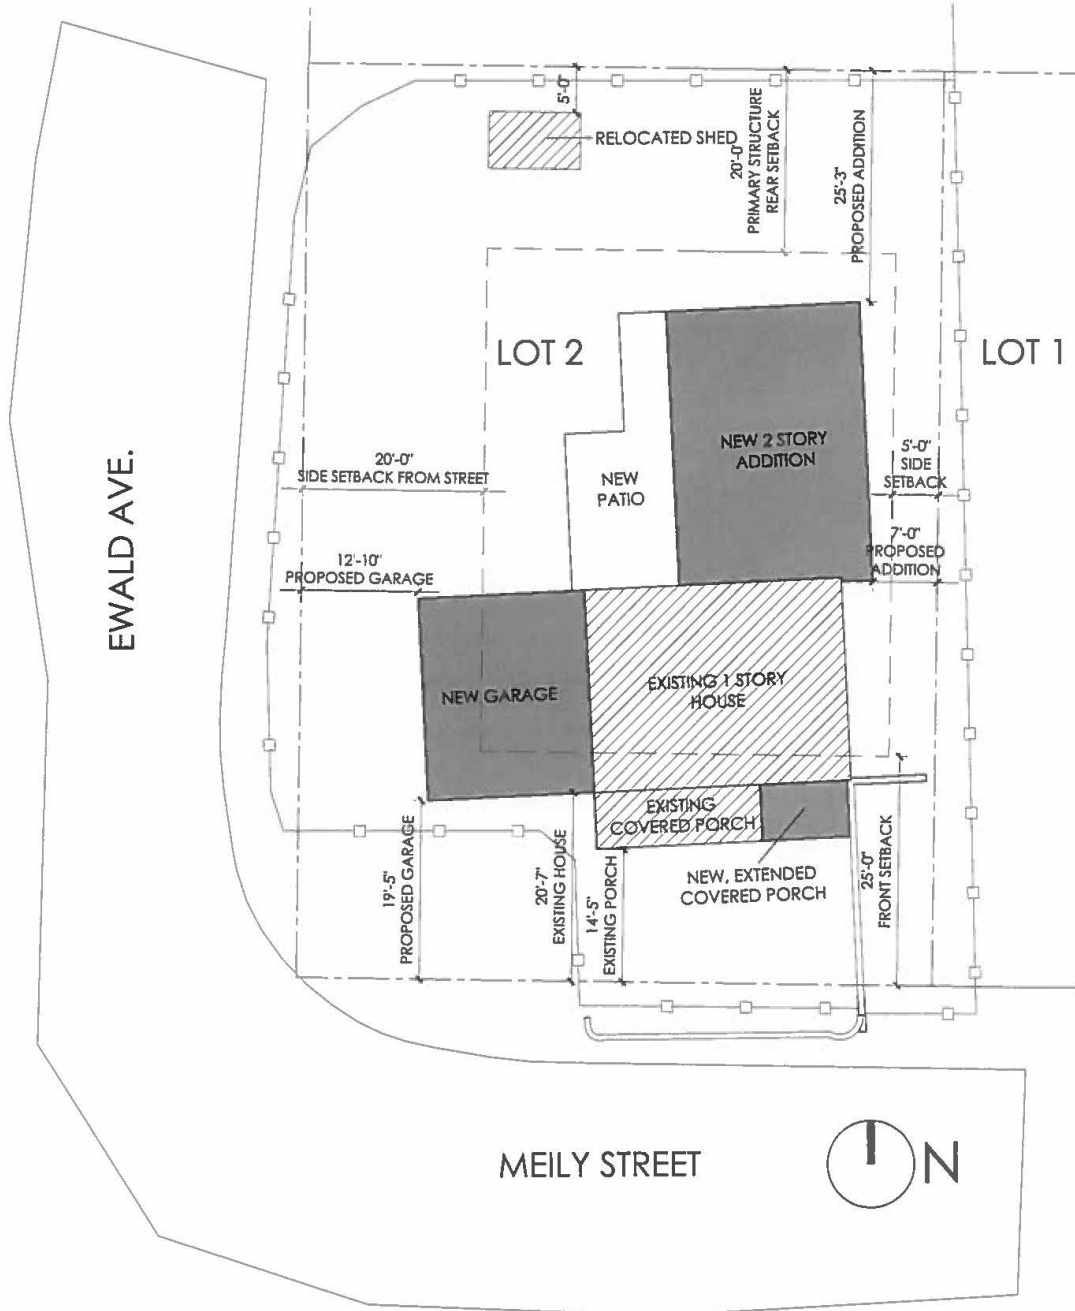 5'-0"
RELOCATED SHED
20'-0"
PRIMARY STRUCTURE
REAR SETBACK
25'-3"
PROPOSED ADDITION
LOT 2
LOT 1
NEW 2 STORY
ADDITION
5'-0"
SIDE
SETBACK
20'-0"
SIDE SETBACK FROM STREET
NEW
PATIO
EWALD AVE.
7'-0"
PROPOSED
ADDITION
12'-10"
PROPOSED GARAGE
NEW GARAGE
EXISTING 1 STORY
HOUSE
EXISTING
COVERED PORCH
19'-5"
PROPOSED GARAGE
20'-7"
EXISTING HOUSE
14'-5"
EXISTING PORCH
NEW, EXTENDED
COVERED PORCH
25'-0"
FRONT SETBACK
MEILY STREET
N